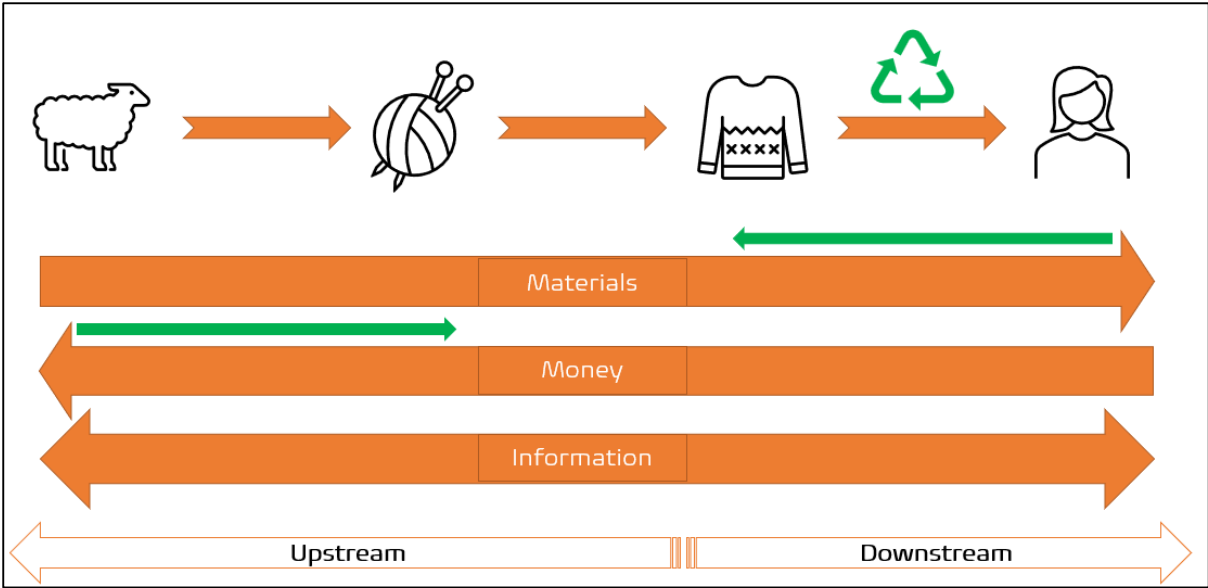 Materials
Money
Information
Upstream
Downstream